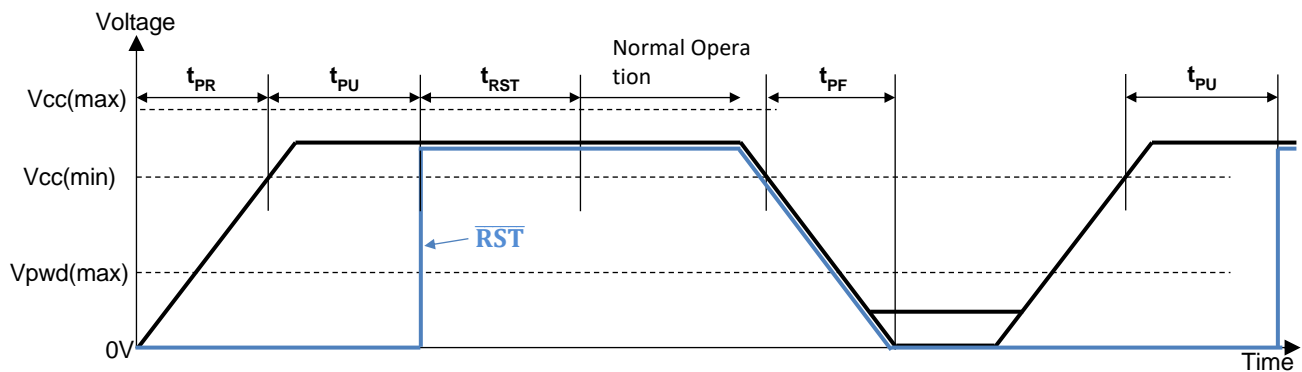 Voltage
Normal Opera
tion
tPR
tPU
tRST
tPF
tPU
Vcc(max)
Vcc(min)
RST
Vpwd(max)
0V
Time